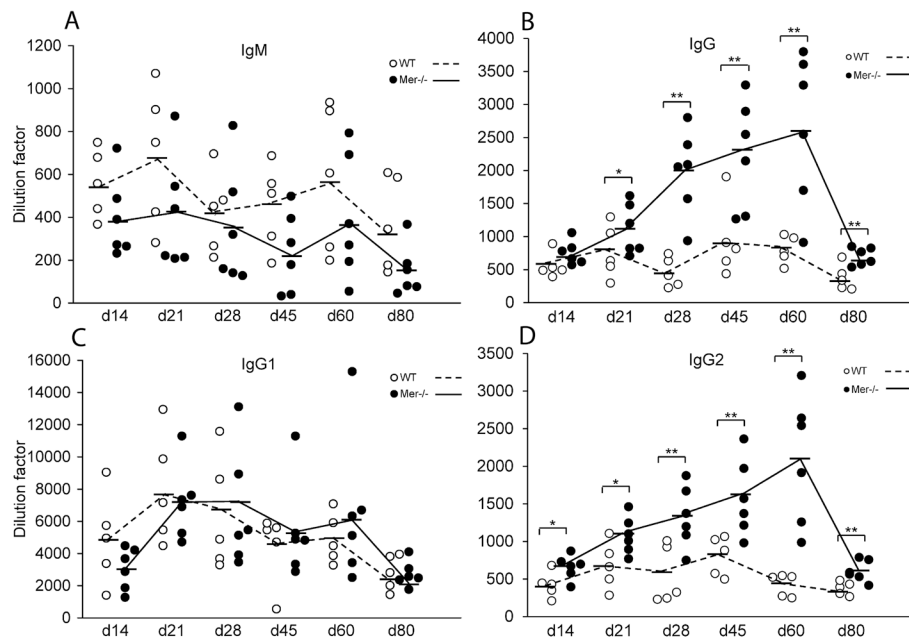 A
IgM
WT
Mer-/-
Dilution factor
1200
1000
800
600
400
200
0
d14 d21 d28 d45 d60 d80
B
IgG
WT
Mer-/-
4000
3500
3000
2500
2000
1500
1000
500
0
* ** ** ** **
d14 d21 d28 d45 d60 d80
C
IgG1
WT
Mer-/-
Dilution factor
16000
14000
12000
10000
8000
6000
4000
2000
0
d14 d21 d28 d45 d60 d80
D
IgG2
WT
Mer-/-
3500
3000
2500
2000
1500
1000
500
0
* * ** ** ** **
d14 d21 d28 d45 d60 d80